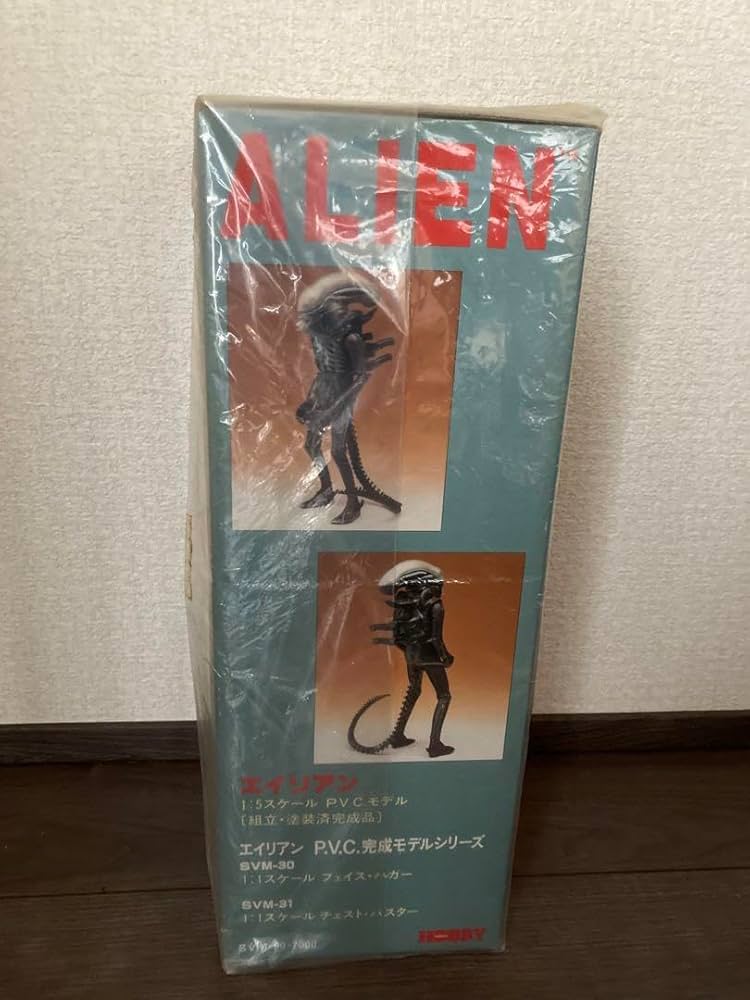 ALIEN
エイリアン
1:5スケール P.V.C.モデル
〔組立・塗装済完成品〕
エイリアン P.V.C.完成モデルシリーズ
SVM-30
1:1スケール フェイス・ハガー
SVM-31
1:1スケール チェスト・バスター
HOBBY